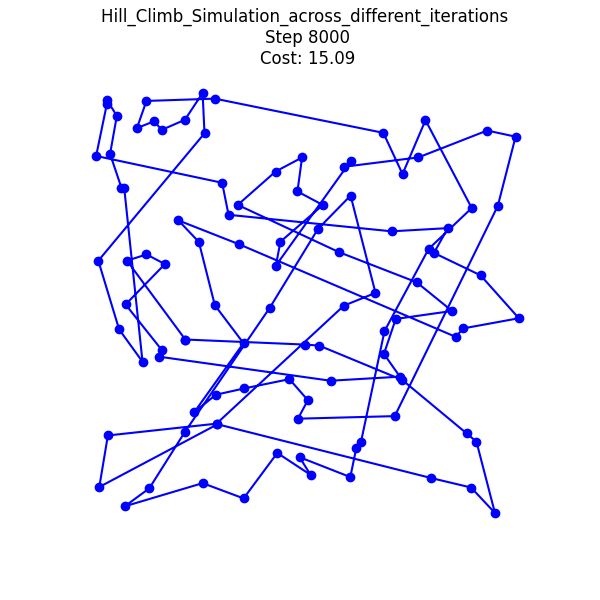 Hill_Climb_Simulation_across_different_iterations
Step 8000
Cost: 15.09